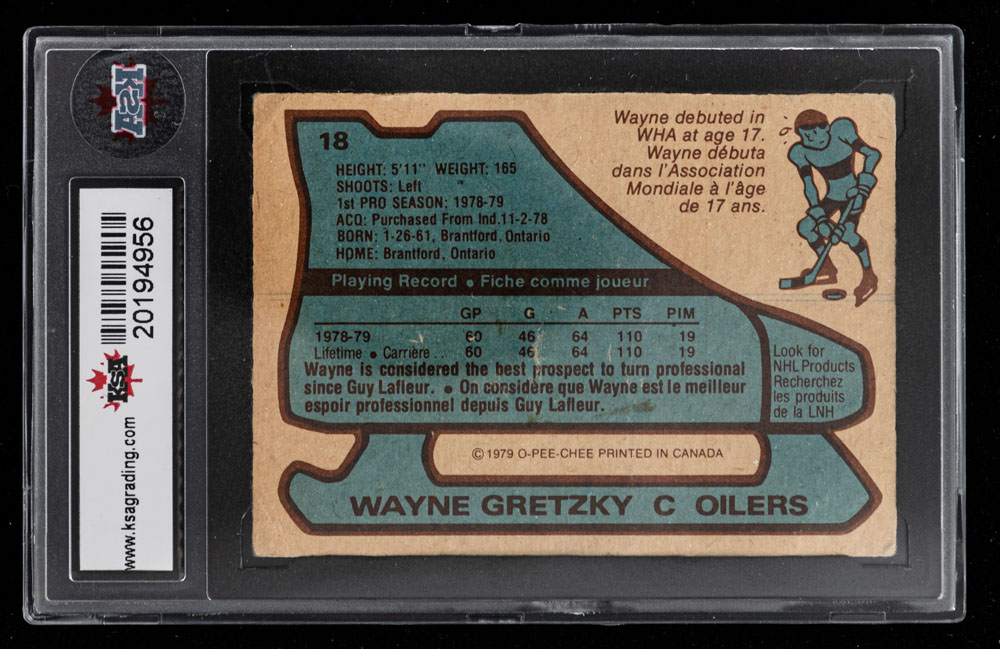 KSA
20194956
KSA
www.ksagrading.com
18
HEIGHT: 5'11" WEIGHT: 165
SHOOTS: Left
1st PRO SEASON: 1978-79
ACQ: Purchased From Ind.11-2-78
BORN: 1-26-61, Brantford, Ontario
HOME: Brantford, Ontario
Wayne debuted in
WHA at age 17.
Wayne débuta
dans l'Association
Mondiale à l'âge
de 17 ans.
Playing Record • Fiche comme joueur
GP G A PTS PIM
1978-79 60 46 64 110 19
Lifetime • Carrière.. 60 46 64 110 19
Wayne is considered the best prospect to turn professional
since Guy Lafleur. • On considère que Wayne est le meilleur
espoir professionnel depuis Guy Lafleur.
Look for
NHL Products
Recherchez
les produits
de la LNH
© 1979 O-PEE-CHEE PRINTED IN CANADA
WAYNE GRETZKY C OILERS